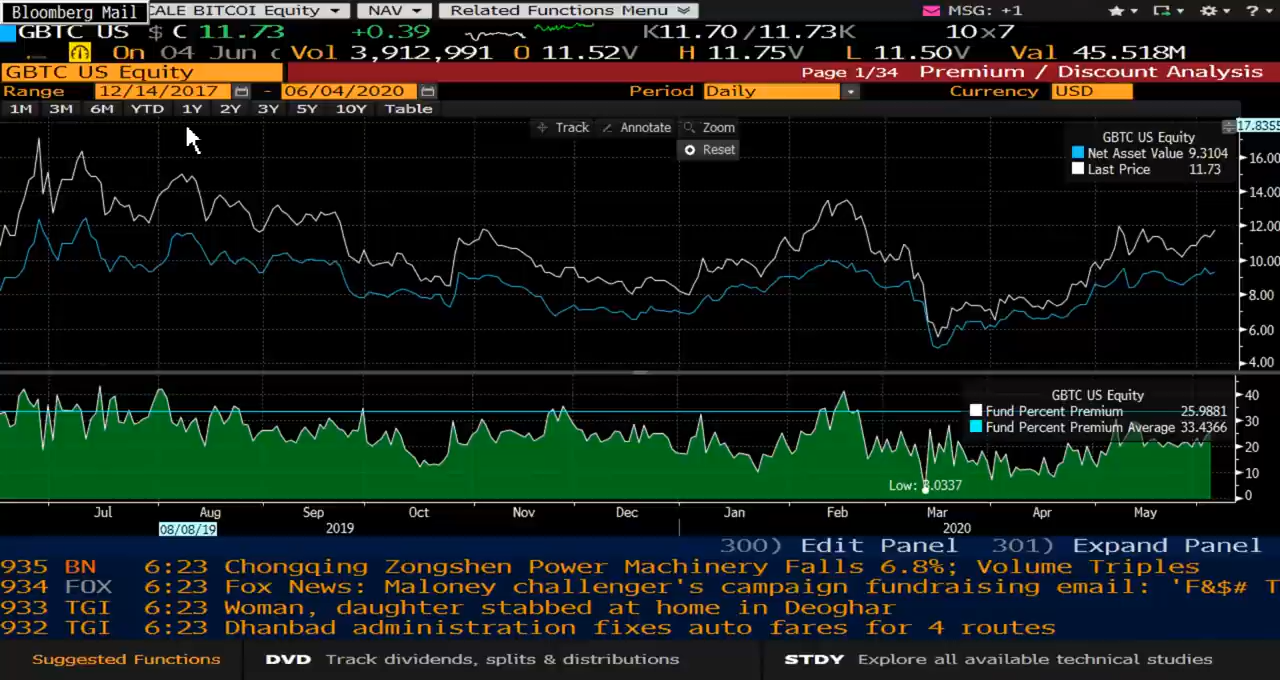 Bloomberg Mail
CALE BITCOI Equity NAV Related Functions Menu MSG: +1 ?
GBTC US $ C 11.73 +0.39 K11.70/11.73K 10x7
On 04 Jun Vol 3,912,991 O 11.52V H 11.75V L 11.50V Val 45.518M
GBTC US Equity Page 1/34 Premium / Discount Analysis
Range 12/14/2017 - 06/04/2020 Period Daily Currency USD
1M 3M 6M YTD 1Y 2Y 3Y 5Y 10Y Table
Track Annotate Zoom
Reset
17.8355
GBTC US Equity
Net Asset Value 9.3104
Last Price 11.73
16.00
14.00
12.00
10.00
8.00
6.00
4.00
GBTC US Equity
Fund Percent Premium 25.9881
Fund Percent Premium Average 33.4366
40
30
20
10
0
Low: 3.0337
Jul Aug Sep Oct Nov Dec Jan Feb Mar Apr May
08/08/19 2019 2020
300) Edit Panel 301) Expand Panel
935 BN 6:23 Chongqing Zongshen Power Machinery Falls 6.8%; Volume Triples
934 FOX 6:23 Fox News: Maloney challenger's campaign fundraising email: 'F&$# T
933 TGI 6:23 Woman, daughter stabbed at home in Deoghar
932 TGI 6:23 Dhanbad administration fixes auto fares for 4 routes
Suggested Functions DVD Track dividends, splits & distributions STDY Explore all available technical studies